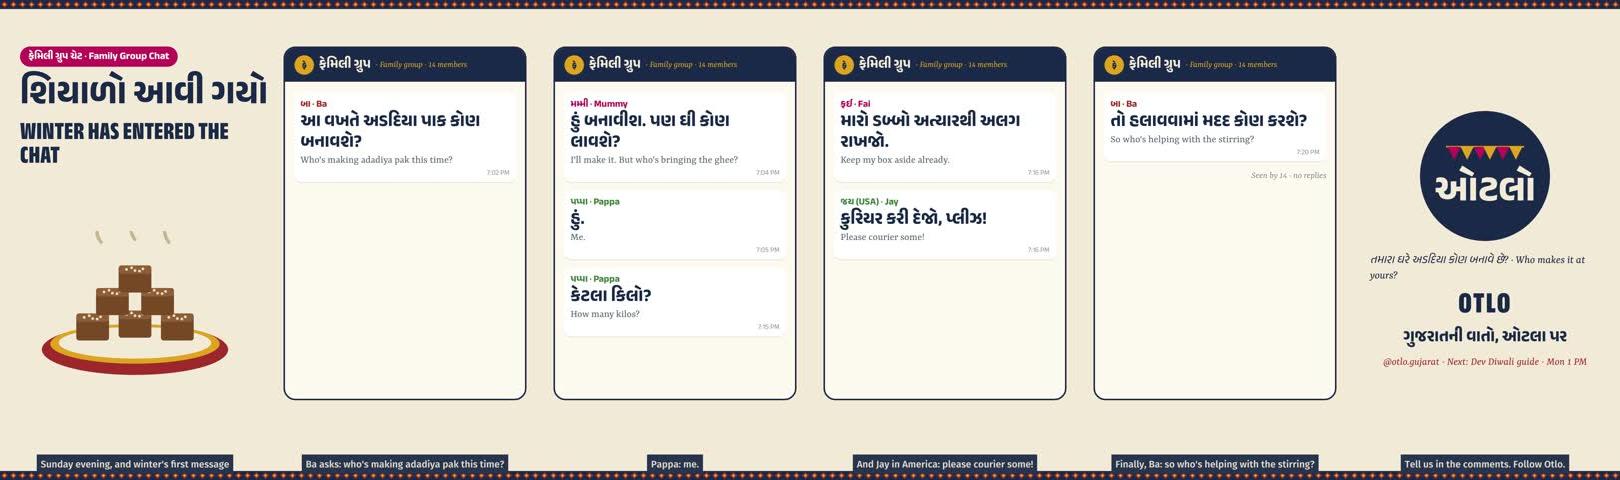 ફેમિલી ગ્રુપ ચેટ · Family Group Chat
શિયાળો આવી ગયો
WINTER HAS ENTERED THE
CHAT
Sunday evening, and winter's first message
ફે
ફેમિલી ગ્રુપ · Family group · 14 members
બા · Ba
આ વખતે અડદિયા પાક કોણ
બનાવશે?
Who's making adadiya pak this time?
7:02 PM
Ba asks: who's making adadiya pak this time?
ફે
ફેમિલી ગ્રુપ · Family group · 14 members
મમ્મી · Mummy
હું બનાવીશ. પણ ઘી કોણ
લાવશે?
I'll make it. But who's bringing the ghee?
7:04 PM
પપ્પા · Pappa
હું.
Me.
7:05 PM
પપ્પા · Pappa
કેટલા કિલો?
How many kilos?
7:15 PM
Pappa: me.
ફે
ફેમિલી ગ્રુપ · Family group · 14 members
ફઈ · Fai
મારો ડબ્બો અત્યારથી અલગ
રાખજો.
Keep my box aside already.
7:16 PM
જય (USA) · Jay
કુરિયર કરી દેજો, પ્લીઝ!
Please courier some!
7:16 PM
And Jay in America: please courier some!
ફે
ફેમિલી ગ્રુપ · Family group · 14 members
બા · Ba
તો હલાવવામાં મદદ કોણ કરશે?
So who's helping with the stirring?
7:20 PM
Seen by 14 · no replies
Finally, Ba: so who's helping with the stirring?
ઓટલો
તમારા ઘરે અડદિયા કોણ બનાવે છે? · Who makes it at
yours?
OTLO
ગુજરાતની વાતો, ઓટલા પર
@otlo.gujarat · Next: Dev Diwali guide · Mon 1 PM
Tell us in the comments. Follow Otlo.